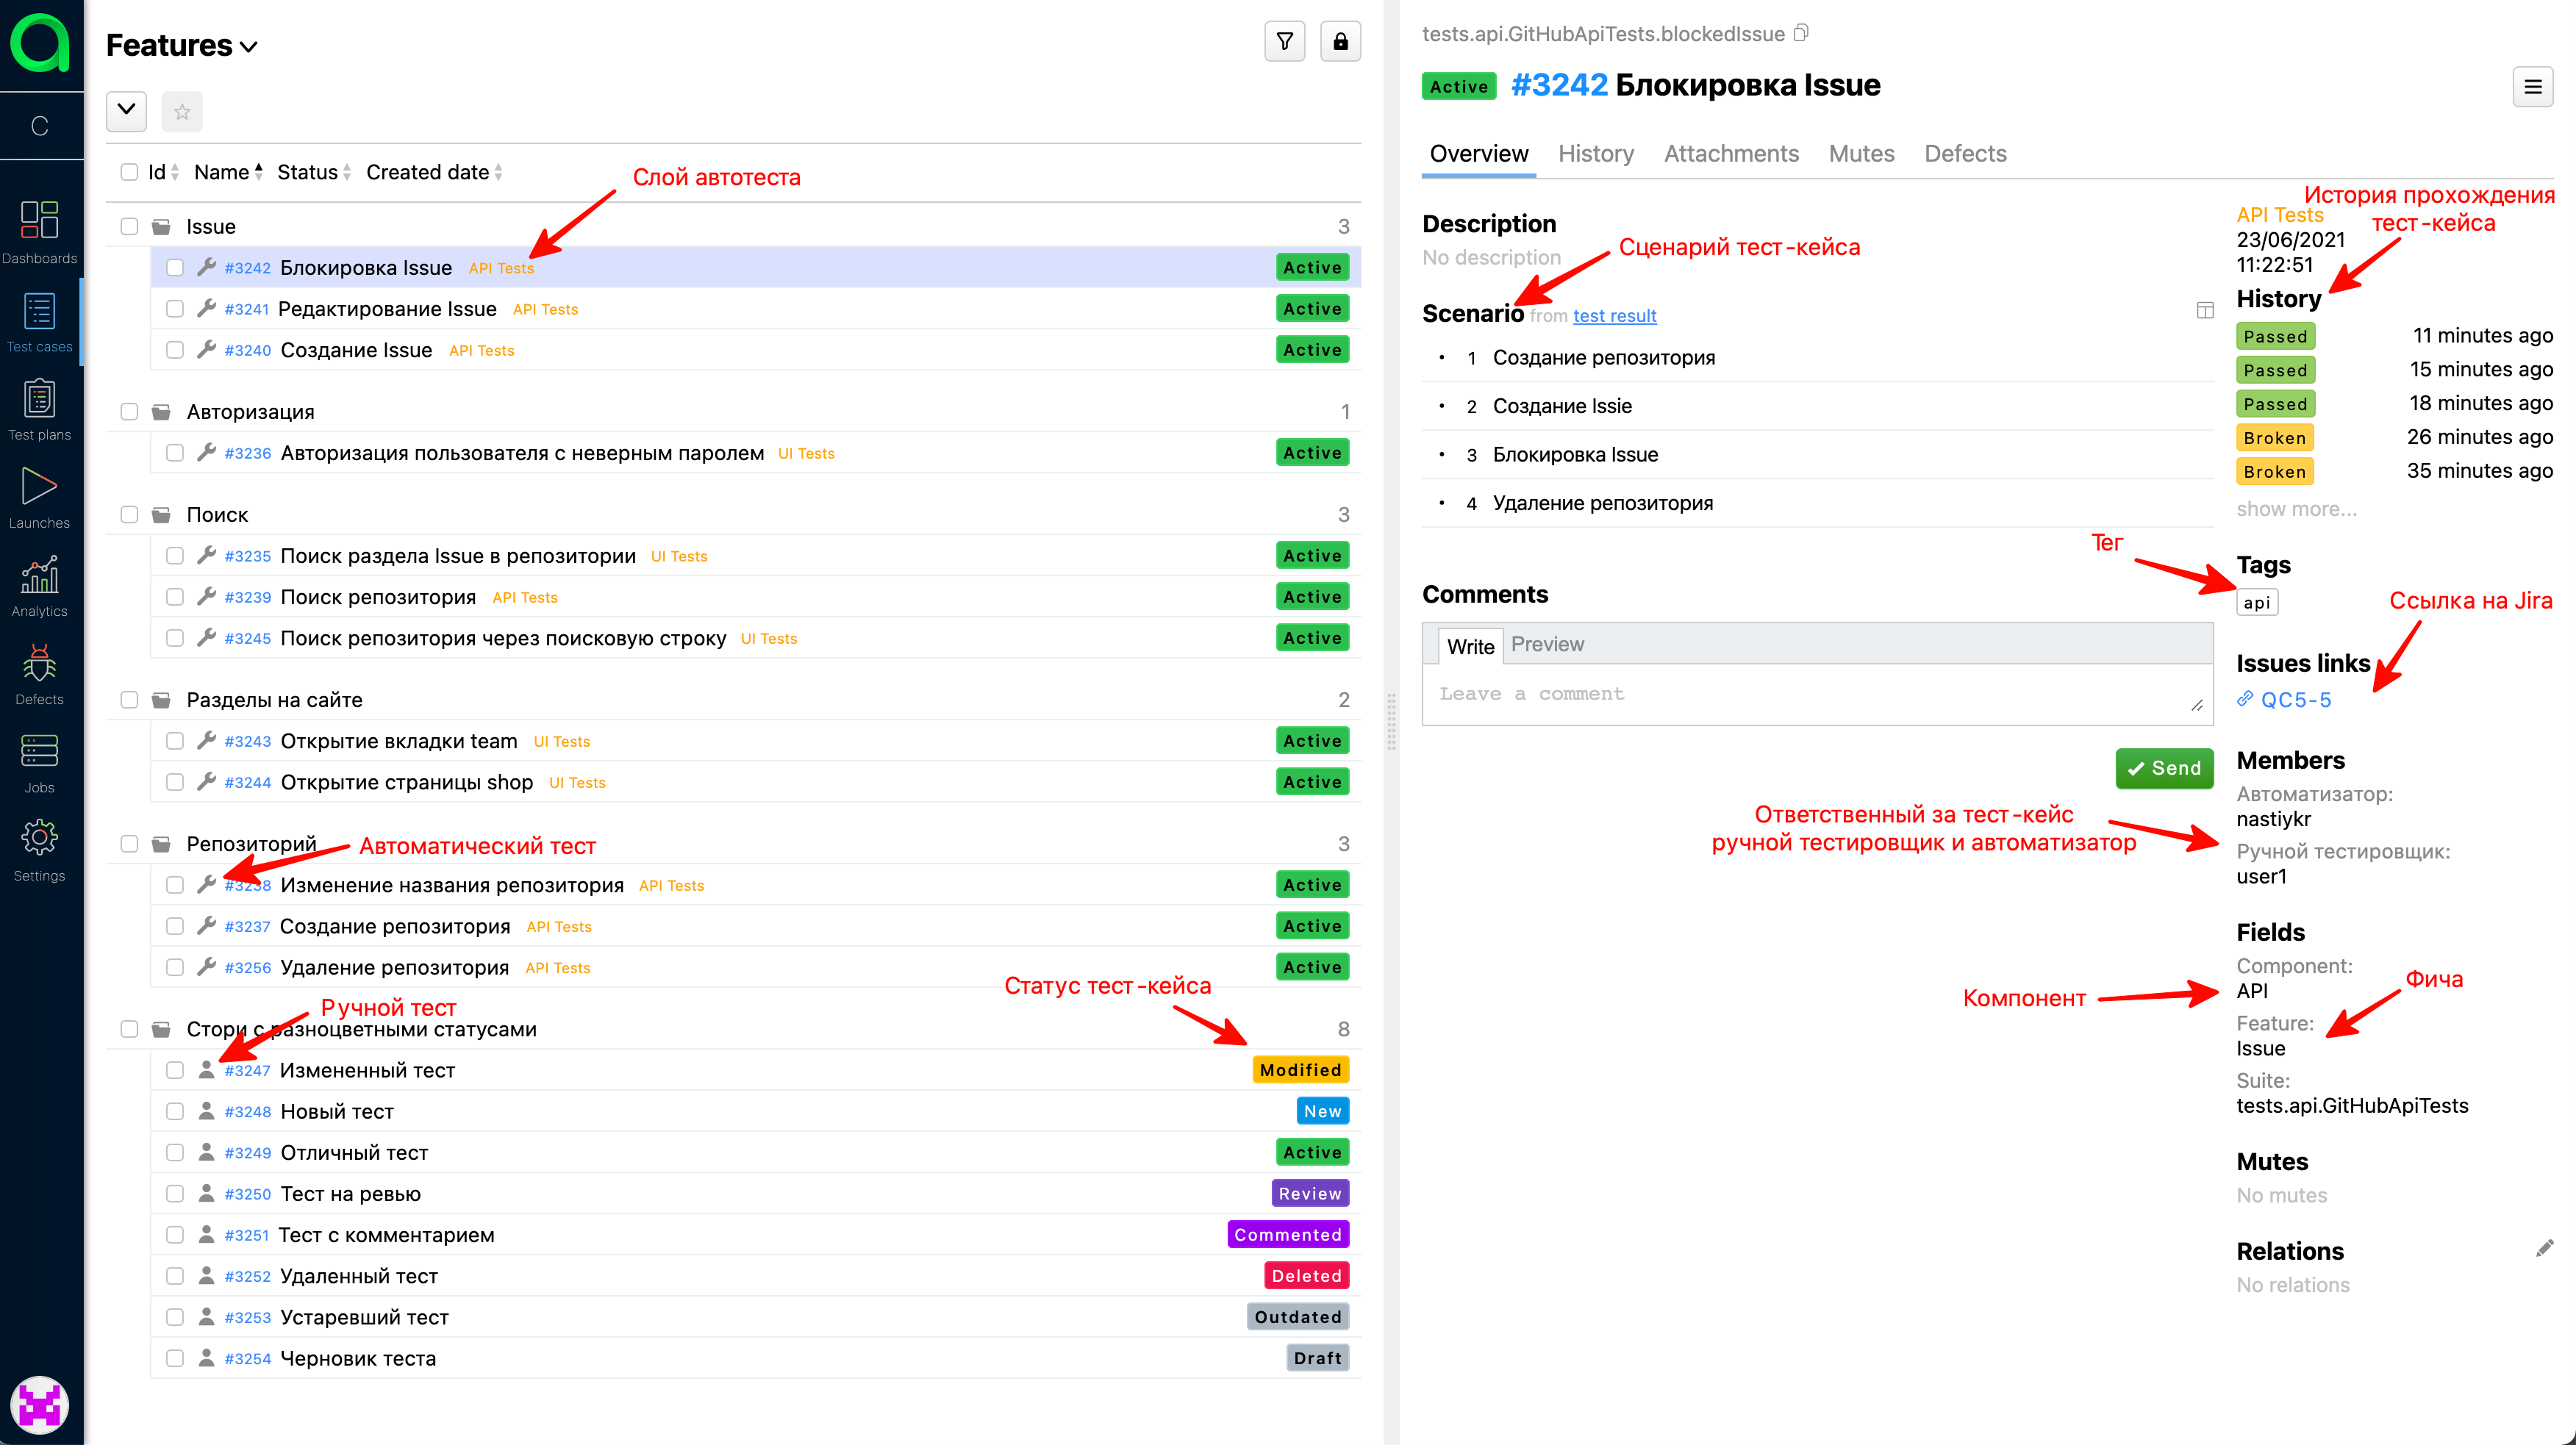 C
Dashboards
Test cases
Test plans
Launches
Analytics
Defects
Jobs
Settings
Features
Id Name Status Created date
Слой автотеста
Issue 3
#3242 Блокировка Issue API Tests Active
#3241 Редактирование Issue API Tests Active
#3240 Создание Issue API Tests Active
Авторизация 1
#3236 Авторизация пользователя с неверным паролем UI Tests Active
Поиск 3
#3235 Поиск раздела Issue в репозитории UI Tests Active
#3239 Поиск репозитория API Tests Active
#3245 Поиск репозитория через поисковую строку UI Tests Active
Разделы на сайте 2
#3243 Открытие вкладки team UI Tests Active
#3244 Открытие страницы shop UI Tests Active
Репозиторий 3
Автоматический тест
#3238 Изменение названия репозитория API Tests Active
#3237 Создание репозитория API Tests Active
#3256 Удаление репозитория API Tests Active
Статус тест-кейса
Ручной тест
Стори с разноцветными статусами 8
#3247 Измененный тест Modified
#3248 Новый тест New
#3249 Отличный тест Active
#3250 Тест на ревью Review
#3251 Тест с комментарием Commented
#3252 Удаленный тест Deleted
#3253 Устаревший тест Outdated
#3254 Черновик теста Draft
tests.api.GitHubApiTests.blockedIssue
Active #3242 Блокировка Issue
Overview History Attachments Mutes Defects
Description
No description
Сценарий тест-кейса
Scenario from test result
1 Создание репозитория
2 Создание Issie
3 Блокировка Issue
4 Удаление репозитория
Comments
Write Preview
Leave a comment
Send
История прохождения
тест-кейса
API Tests
23/06/2021
11:22:51
History
Passed 11 minutes ago
Passed 15 minutes ago
Passed 18 minutes ago
Broken 26 minutes ago
Broken 35 minutes ago
show more...
Тег
Tags
api
Ссылка на Jira
Issues links
QC5-5
Members
Автоматизатор:
nastiykr
Ответственный за тест-кейс
ручной тестировщик и автоматизатор
Ручной тестировщик:
user1
Fields
Component:
API
Компонент
Фича
Feature:
Issue
Suite:
tests.api.GitHubApiTests
Mutes
No mutes
Relations
No relations